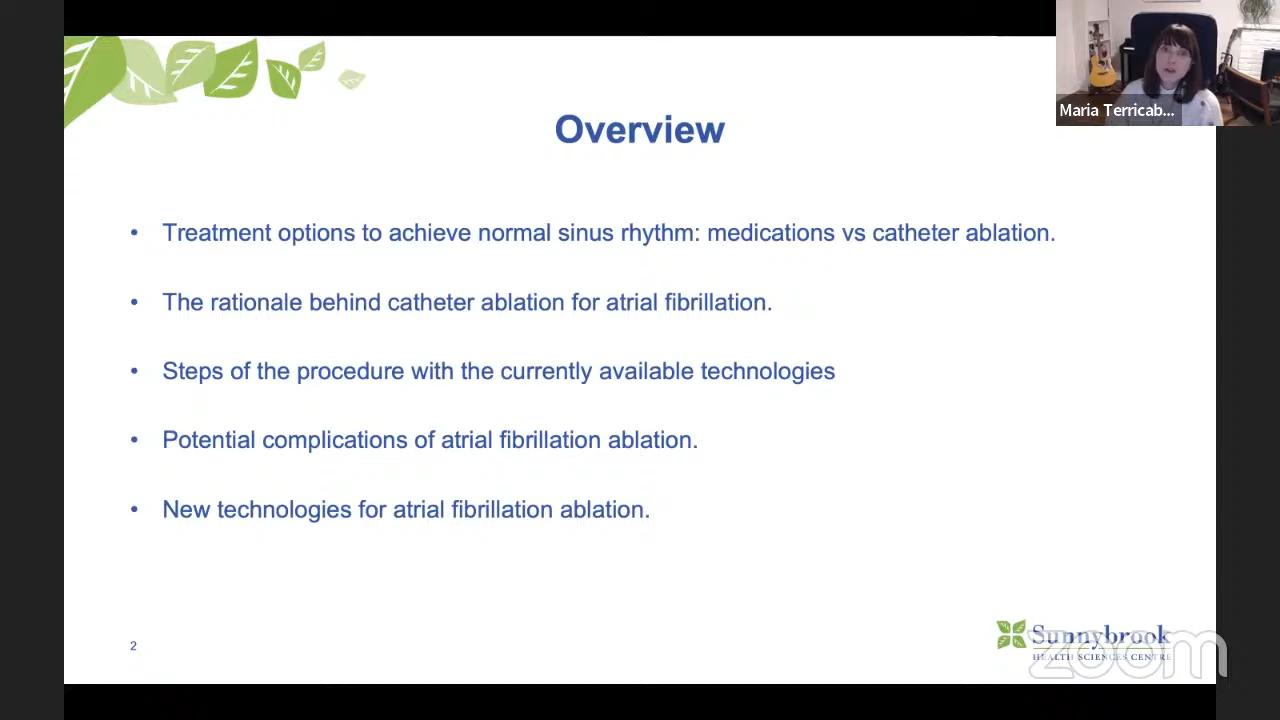 Maria Terricab...
Overview
• Treatment options to achieve normal sinus rhythm: medications vs catheter ablation.
• The rationale behind catheter ablation for atrial fibrillation.
• Steps of the procedure with the currently available technologies
• Potential complications of atrial fibrillation ablation.
• New technologies for atrial fibrillation ablation.
2
Sunnybrook
HEALTH SCIENCES CENTRE
zoom